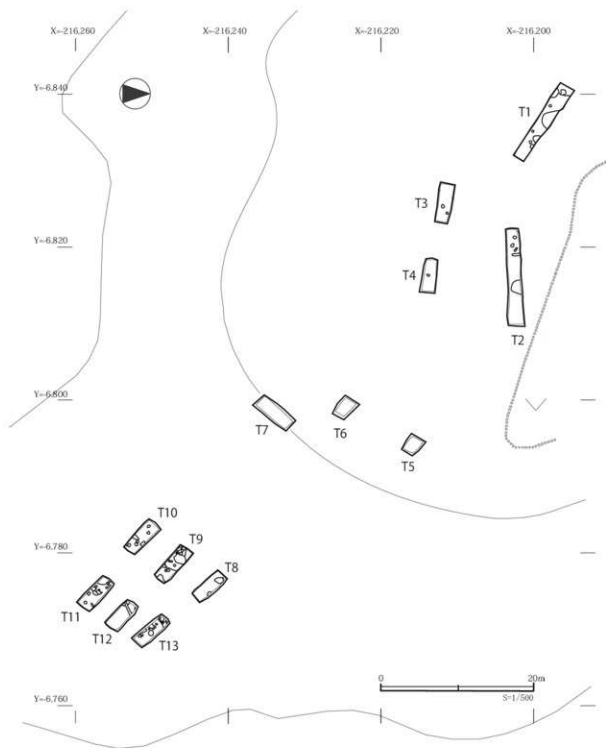 X=-216,260
X=-216,240
X=-216,220
X=-216,200
Y=-6,840
T1
T3
Y=-6,820
T4
T2
Y=-6,800
T7
T6
T5
T10
Y=-6,780
T9
T8
T11
T12
T13
0
20m
S=1/500
Y=-6,760